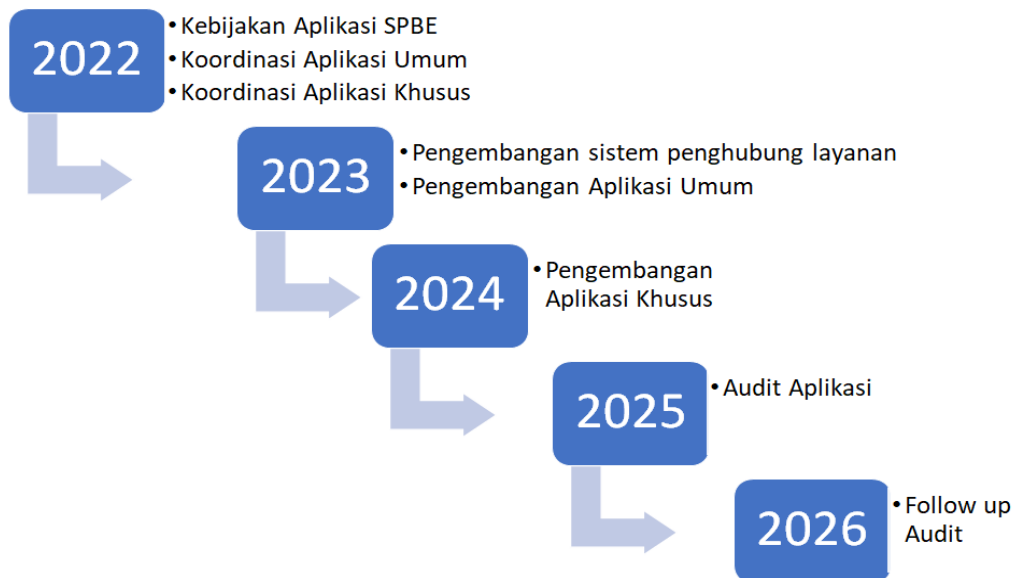 2022
• Kebijakan Aplikasi SPBE
• Koordinasi Aplikasi Umum
• Koordinasi Aplikasi Khusus
2023
• Pengembangan sistem penghubung layanan
• Pengembangan Aplikasi Umum
2024
• Pengembangan
Aplikasi Khusus
2025
• Audit Aplikasi
2026
• Follow up
Audit